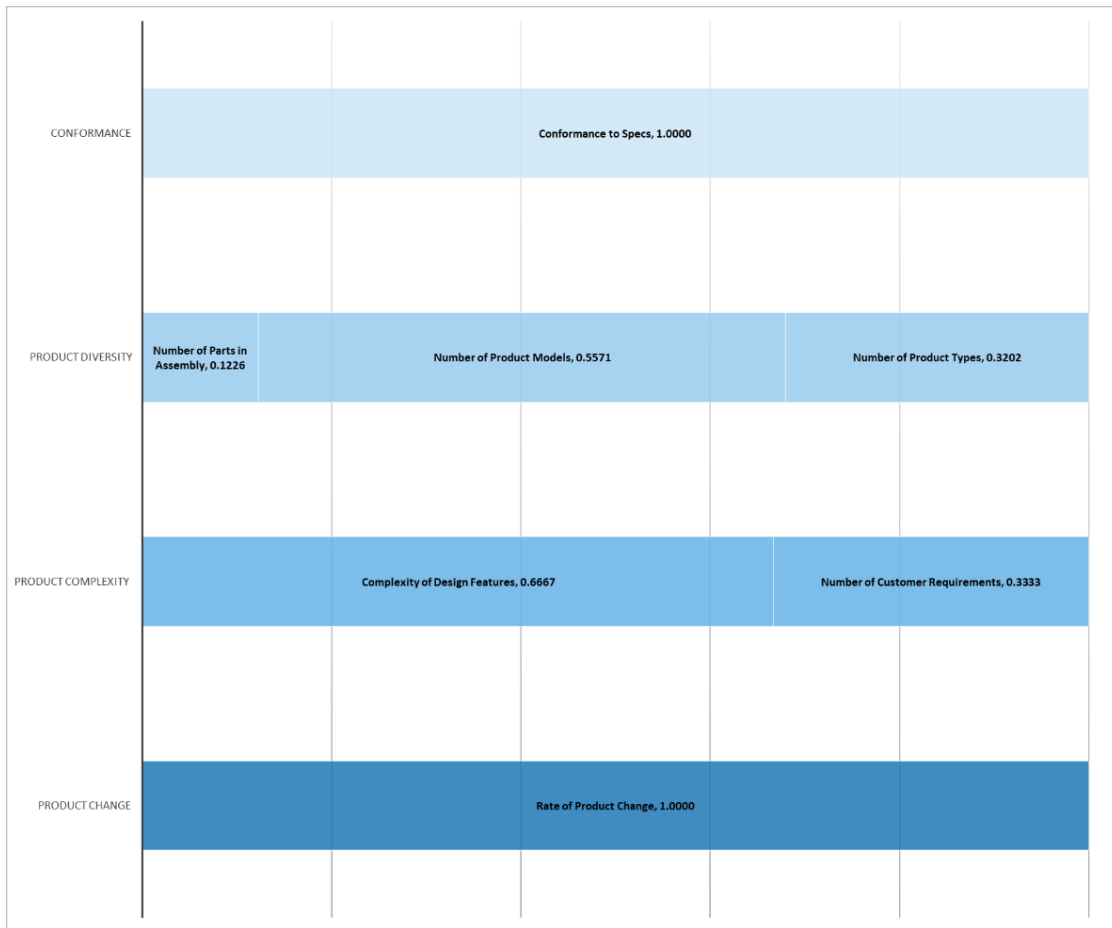 CONFORMANCE
Conformance to Specs, 1.0000
PRODUCT DIVERSITY
Number of Parts in
Assembly, 0.1226
Number of Product Models, 0.5571
Number of Product Types, 0.3202
PRODUCT COMPLEXITY
Complexity of Design Features, 0.6667
Number of Customer Requirements, 0.3333
PRODUCT CHANGE
Rate of Product Change, 1.0000